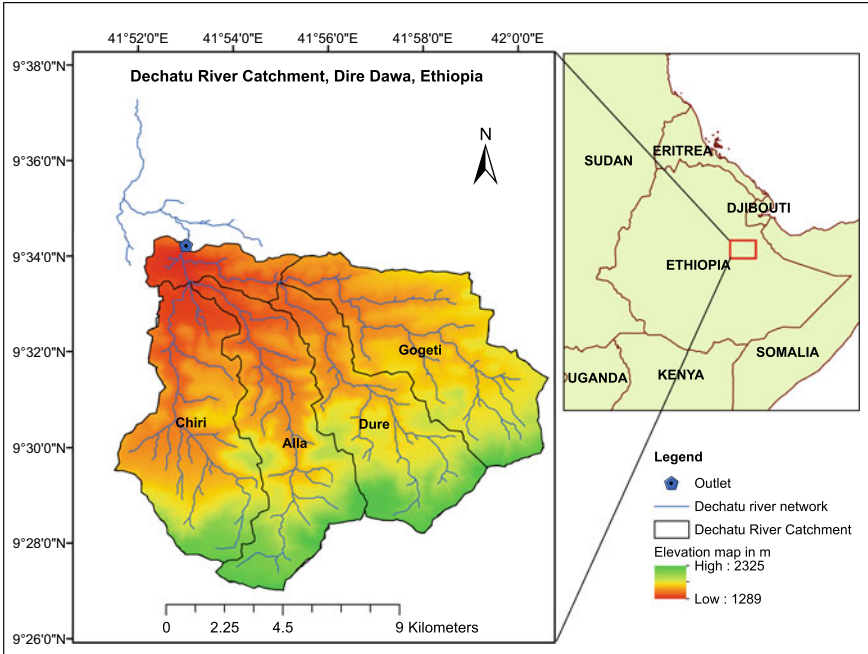 41°52'0"E 41°54'0"E 41°56'0"E 41°58'0"E 42°0'0"E
9°38'0"N
9°36'0"N
9°34'0"N
9°32'0"N
9°30'0"N
9°28'0"N
9°26'0"N
Dechatu River Catchment, Dire Dawa, Ethiopia
N
Gogeti
Chiri
Alla
Dure
0 2.25 4.5 9 Kilometers
SUDAN
ERITREA
DJIBOUTI
ETHIOPIA
SOMALIA
UGANDA
KENYA
Legend
Outlet
Dechatu river network
Dechatu River Catchment
Elevation map in m
High : 2325
Low : 1289